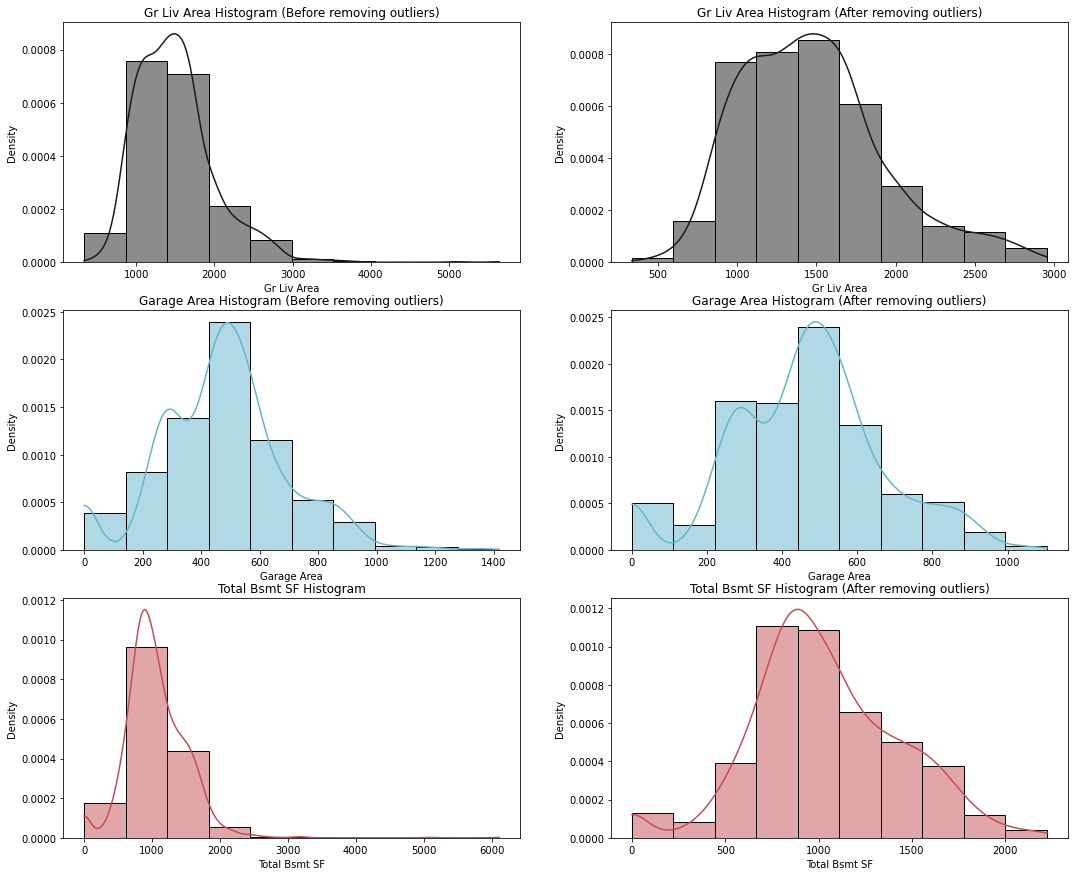 Gr Liv Area Histogram (Before removing outliers)
0.0008
0.0006
0.0004
0.0002
0.0000
Density
1000 2000 3000 4000 5000
Gr Liv Area
Gr Liv Area Histogram (After removing outliers)
0.0008
0.0006
0.0004
0.0002
0.0000
Density
500 1000 1500 2000 2500 3000
Gr Liv Area
Garage Area Histogram (Before removing outliers)
0.0025
0.0020
0.0015
0.0010
0.0005
0.0000
Density
0 200 400 600 800 1000 1200 1400
Garage Area
Garage Area Histogram (After removing outliers)
0.0025
0.0020
0.0015
0.0010
0.0005
0.0000
Density
0 200 400 600 800 1000
Garage Area
Total Bsmt SF Histogram
0.0012
0.0010
0.0008
0.0006
0.0004
0.0002
0.0000
Density
0 1000 2000 3000 4000 5000 6000
Total Bsmt SF
Total Bsmt SF Histogram (After removing outliers)
0.0012
0.0010
0.0008
0.0006
0.0004
0.0002
0.0000
Density
0 500 1000 1500 2000
Total Bsmt SF